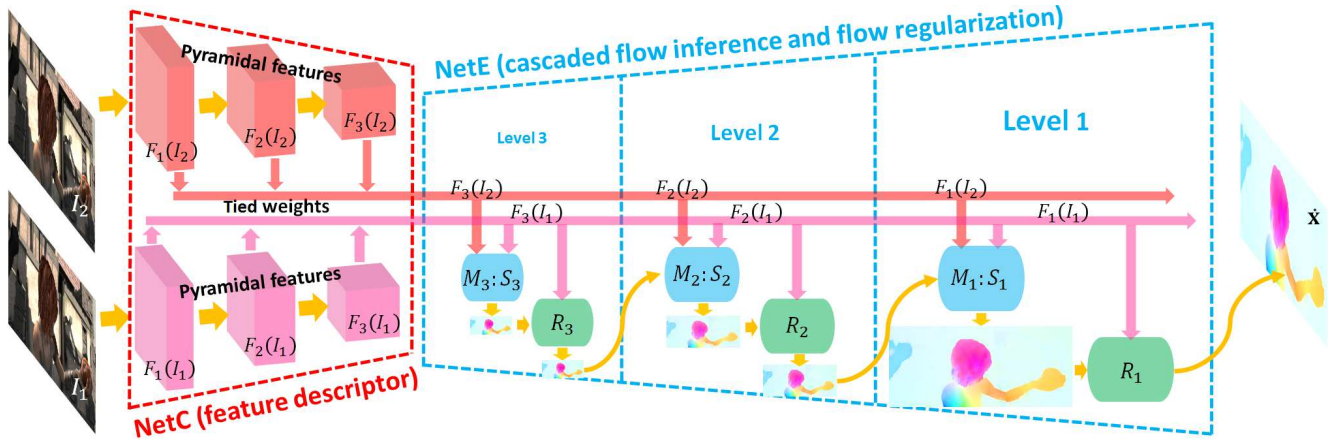 Pyramidal features
F₁(I₂)
F₂(I₂)
F₃(I₂)
I₂
Tied weights
I₁
Pyramidal features
F₁(I₁)
F₂(I₁)
F₃(I₁)
NetC (feature descriptor)
NetE (cascaded flow inference and flow regularization)
Level 3
Level 2
Level 1
F₃(I₂)
F₃(I₁)
F₂(I₂)
F₂(I₁)
F₁(I₂)
F₁(I₁)
M₃:S₃
R₃
M₂:S₂
R₂
M₁:S₁
R₁
ẋ